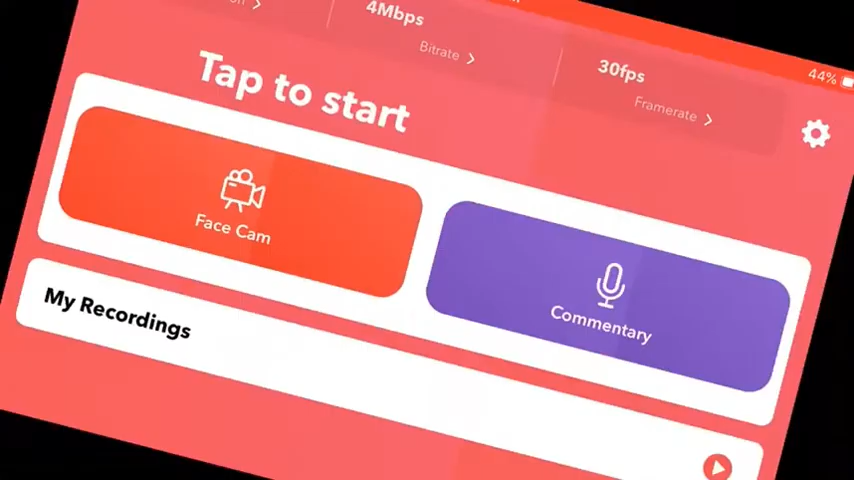 4Mbps
Bitrate
30fps
Framerate
44%
Tap to start
Face Cam
Commentary
My Recordings